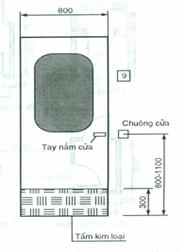 800
9
Chuông cửa
Tay nắm cửa
300
800-1100
Tấm kim loại